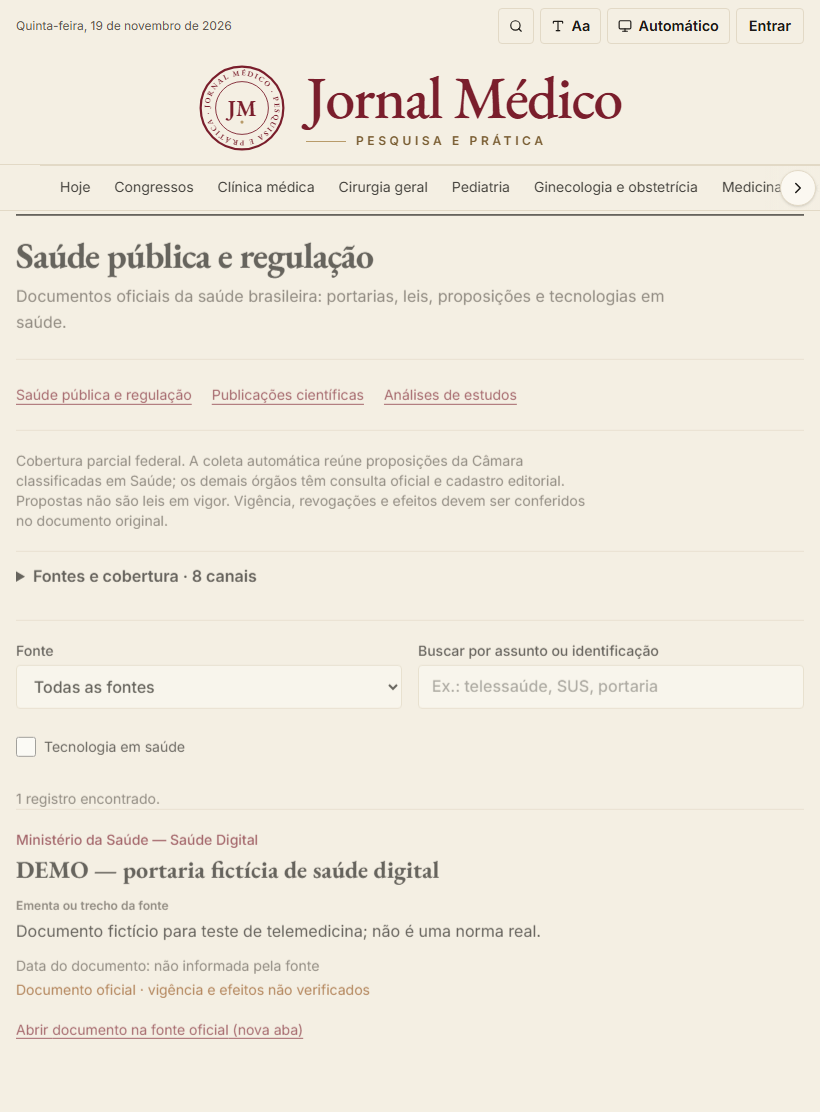 Quinta-feira, 19 de novembro de 2026
Aa
Automático
Entrar
JORNAL MÉDICO · PESQUISA E PRÁTICA ·
JM
Jornal Médico
PESQUISA E PRÁTICA
Hoje
Congressos
Clínica médica
Cirurgia geral
Pediatria
Ginecologia e obstetrícia
Medicina
Saúde pública e regulação
Documentos oficiais da saúde brasileira: portarias, leis, proposições e tecnologias em
saúde.
Saúde pública e regulação
Publicações científicas
Análises de estudos
Cobertura parcial federal. A coleta automática reúne proposições da Câmara
classificadas em Saúde; os demais órgãos têm consulta oficial e cadastro editorial.
Propostas não são leis em vigor. Vigência, revogações e efeitos devem ser conferidos
no documento original.
Fontes e cobertura · 8 canais
Fonte
Buscar por assunto ou identificação
Todas as fontes
Ex.: telessaúde, SUS, portaria
Tecnologia em saúde
1 registro encontrado.
Ministério da Saúde — Saúde Digital
DEMO — portaria fictícia de saúde digital
Ementa ou trecho da fonte
Documento fictício para teste de telemedicina; não é uma norma real.
Data do documento: não informada pela fonte
Documento oficial · vigência e efeitos não verificados
Abrir documento na fonte oficial (nova aba)